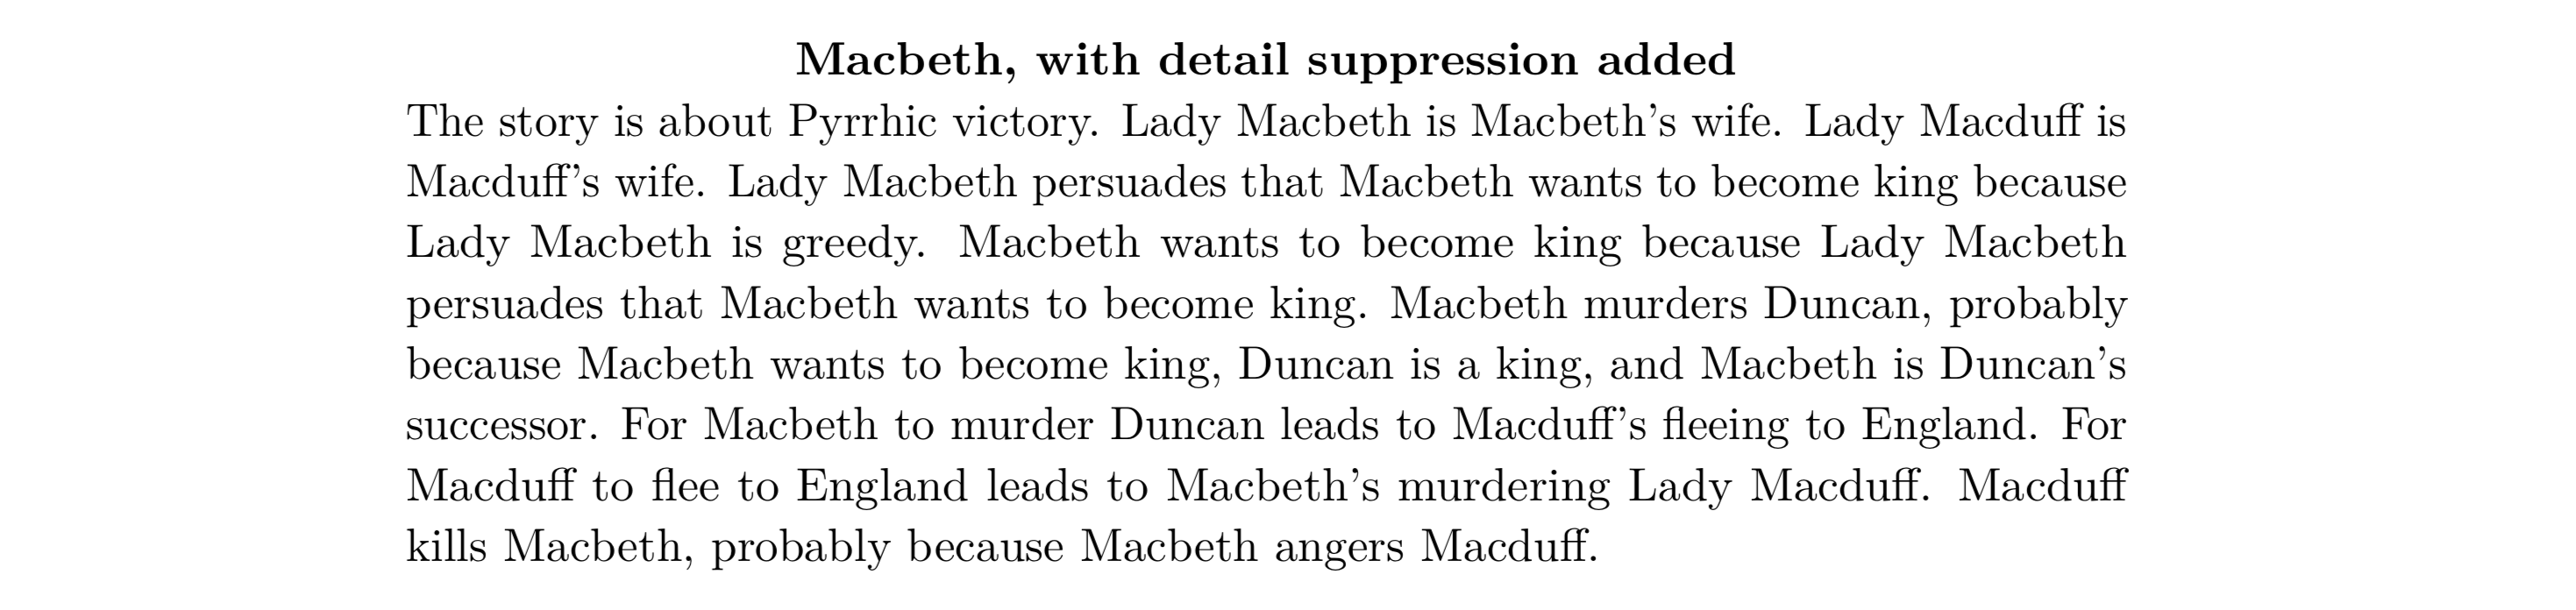 Macbeth, with detail suppression added
The story is about Pyrrhic victory. Lady Macbeth is Macbeth's wife. Lady Macduff is
Macduff's wife. Lady Macbeth persuades that Macbeth wants to become king because
Lady Macbeth is greedy. Macbeth wants to become king because Lady Macbeth
persuades that Macbeth wants to become king. Macbeth murders Duncan, probably
because Macbeth wants to become king, Duncan is a king, and Macbeth is Duncan's
successor. For Macbeth to murder Duncan leads to Macduff's fleeing to England. For
Macduff to flee to England leads to Macbeth's murdering Lady Macduff. Macduff
kills Macbeth, probably because Macbeth angers Macduff.